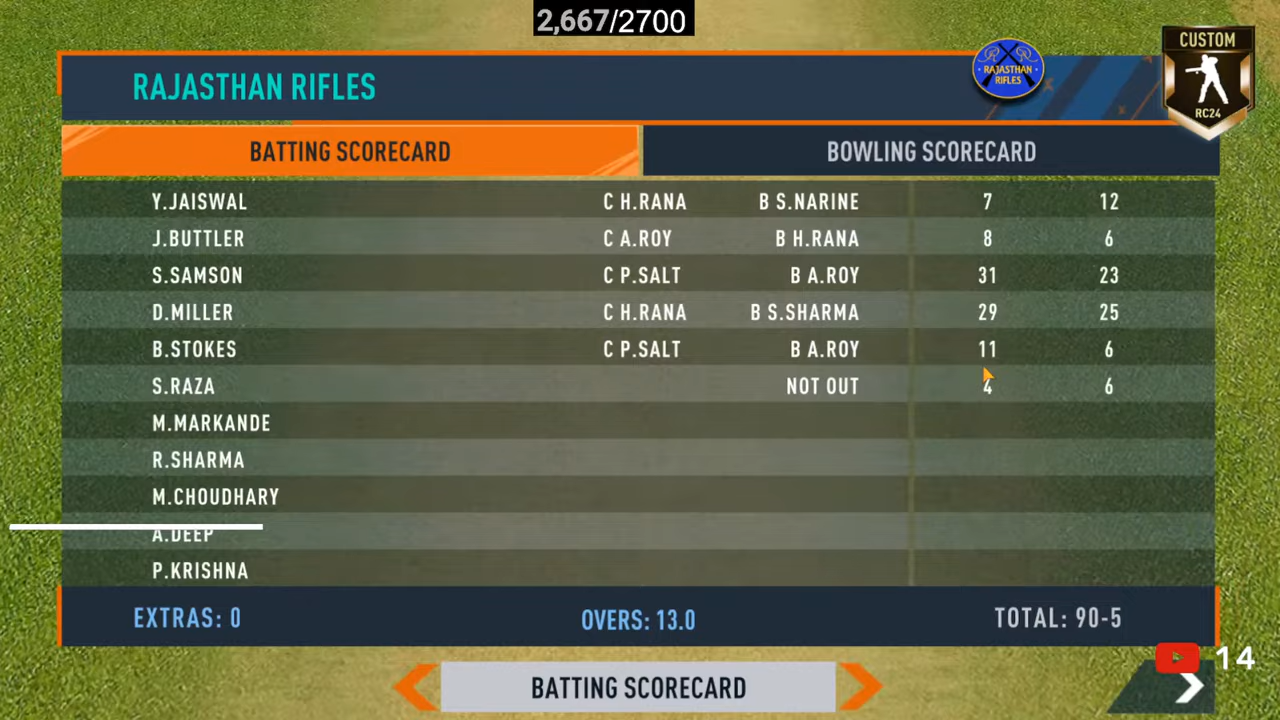 2,667/2700
RAJASTHAN RIFLES
RAJASTHAN RIFLES
CUSTOM
RC24
BATTING SCORECARD BOWLING SCORECARD
Y.JAISWAL C H.RANA B S.NARINE 7 12
J.BUTTLER C A.ROY B H.RANA 8 6
S.SAMSON C P.SALT B A.ROY 31 23
D.MILLER C H.RANA B S.SHARMA 29 25
B.STOKES C P.SALT B A.ROY 11 6
S.RAZA NOT OUT 4 6
M.MARKANDE
R.SHARMA
M.CHOUDHARY
A.DEEP
P.KRISHNA
EXTRAS: 0 OVERS: 13.0 TOTAL: 90-5
14
BATTING SCORECARD